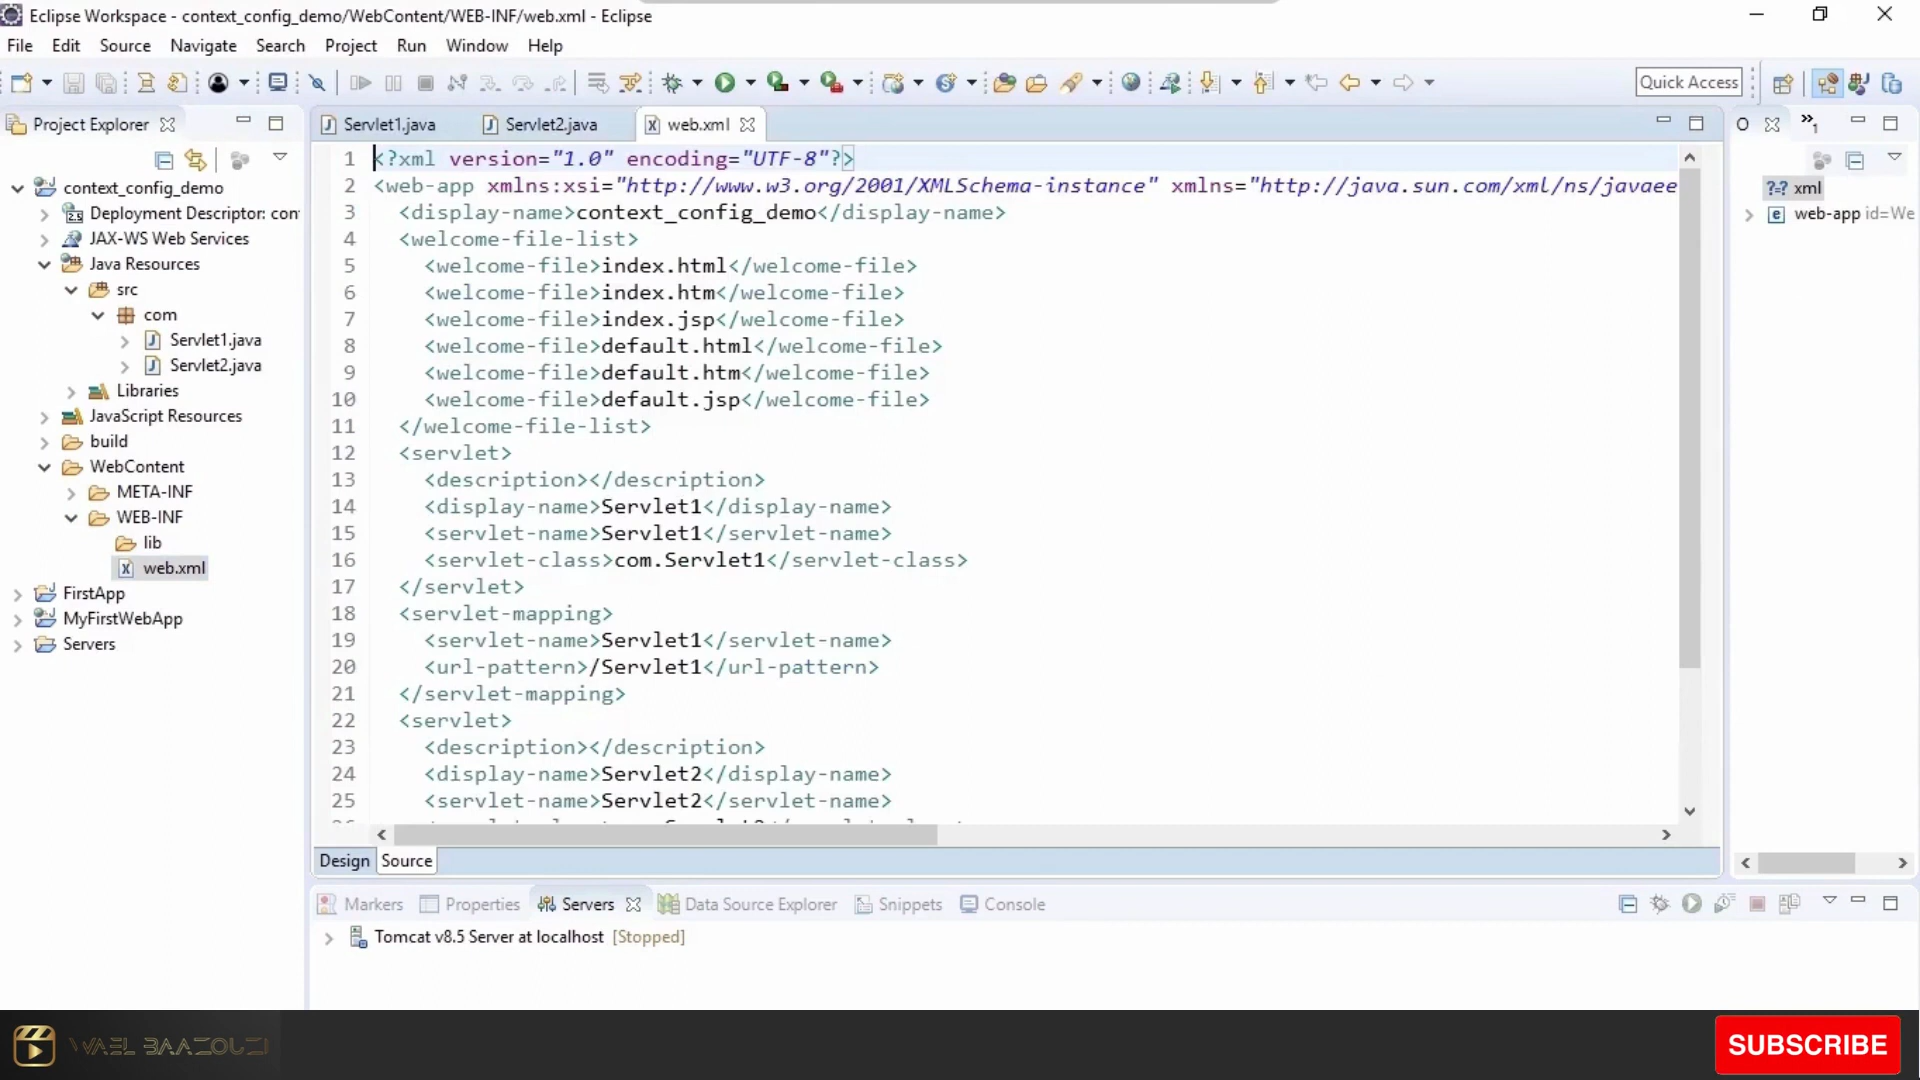 Eclipse Workspace - context_config_demo/WebContent/WEB-INF/web.xml - Eclipse
File Edit Source Navigate Search Project Run Window Help
Quick Access
Project Explorer
Servlet1.java Servlet2.java web.xml
O »1
context_config_demo
Deployment Descriptor: con
JAX-WS Web Services
Java Resources
src
com
Servlet1.java
Servlet2.java
Libraries
JavaScript Resources
build
WebContent
META-INF
WEB-INF
lib
web.xml
FirstApp
MyFirstWebApp
Servers
1 <?xml version="1.0" encoding="UTF-8"?>
2 <web-app xmlns:xsi="http://www.w3.org/2001/XMLSchema-instance" xmlns="http://java.sun.com/xml/ns/javaee
3 <display-name>context_config_demo</display-name>
4 <welcome-file-list>
5 <welcome-file>index.html</welcome-file>
6 <welcome-file>index.htm</welcome-file>
7 <welcome-file>index.jsp</welcome-file>
8 <welcome-file>default.html</welcome-file>
9 <welcome-file>default.htm</welcome-file>
10 <welcome-file>default.jsp</welcome-file>
11 </welcome-file-list>
12 <servlet>
13 <description></description>
14 <display-name>Servlet1</display-name>
15 <servlet-name>Servlet1</servlet-name>
16 <servlet-class>com.Servlet1</servlet-class>
17 </servlet>
18 <servlet-mapping>
19 <servlet-name>Servlet1</servlet-name>
20 <url-pattern>/Servlet1</url-pattern>
21 </servlet-mapping>
22 <servlet>
23 <description></description>
24 <display-name>Servlet2</display-name>
25 <servlet-name>Servlet2</servlet-name>
?=? xml
web-app id=We
Design Source
Markers Properties Servers Data Source Explorer Snippets Console
Tomcat v8.5 Server at localhost [Stopped]
WAEL BAAZOUZI
SUBSCRIBE